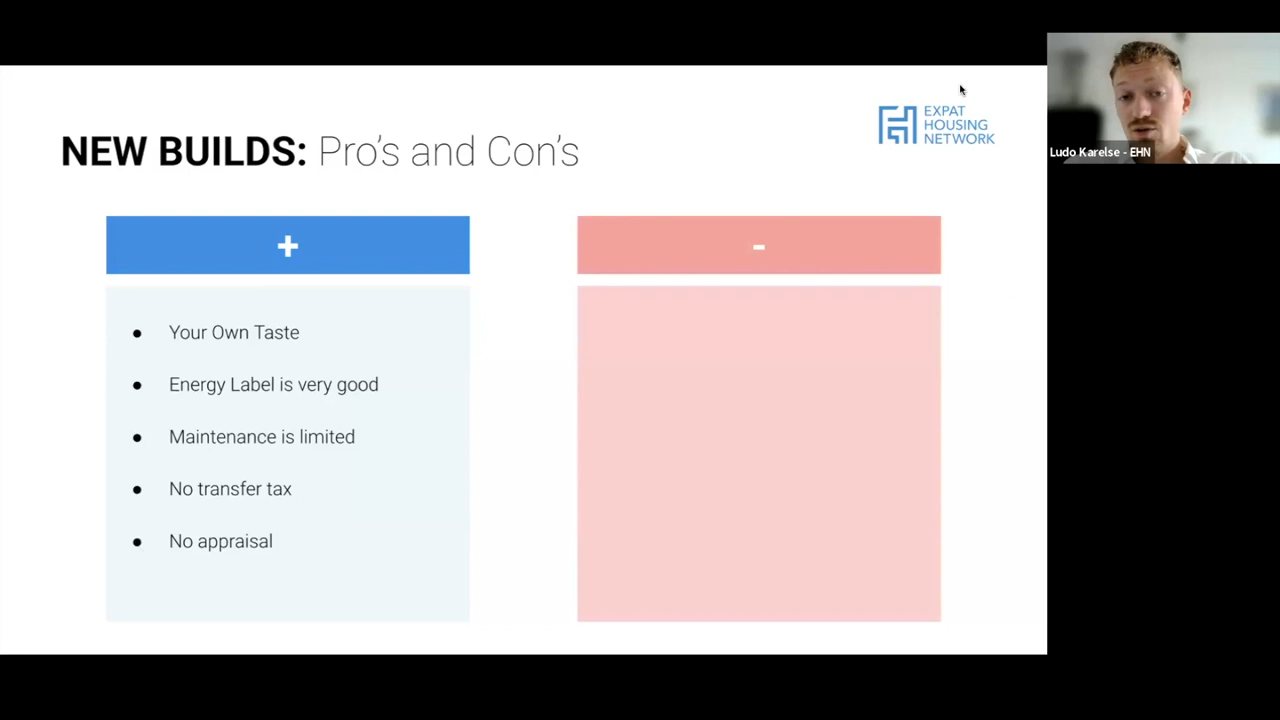 EXPAT
HOUSING
NETWORK
NEW BUILDS: Pro's and Con's
Ludo Karelse - EHN
+
-
● Your Own Taste
● Energy Label is very good
● Maintenance is limited
● No transfer tax
● No appraisal